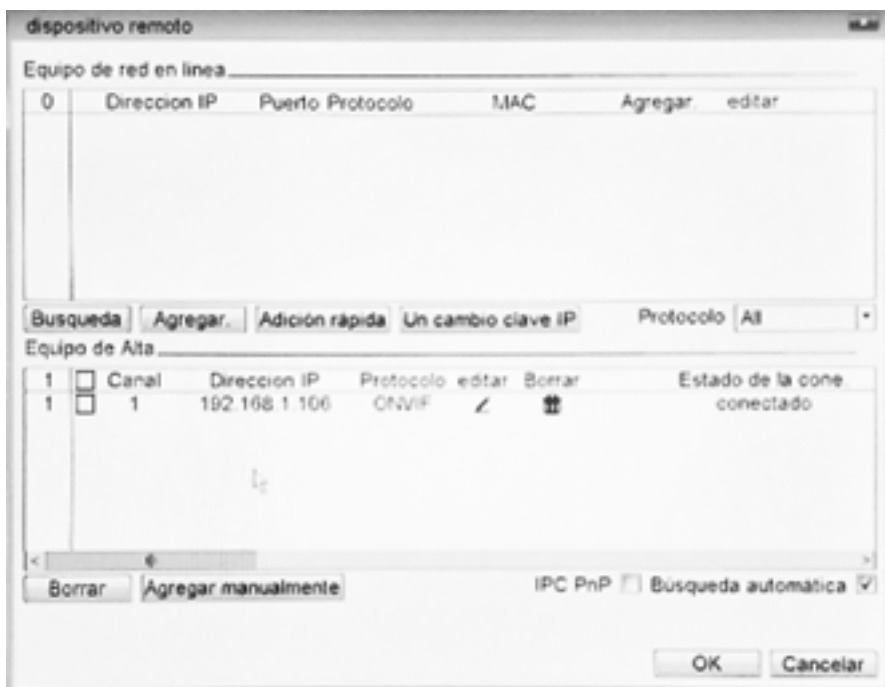 dispositivo remoto
Equipo de red en linea
0 Direccion IP Puerto Protocolo MAC Agregar. editar
Busqueda Agregar. Adición rápida Un cambio clave IP Protocolo All
Equipo de Alta
1 Canal Direccion IP Protocolo editar Borrar Estado de la cone.
1 1 192.168.1.106 ONVIF conectado
Borrar Agregar manualmente IPC PnP Búsqueda automática
OK Cancelar